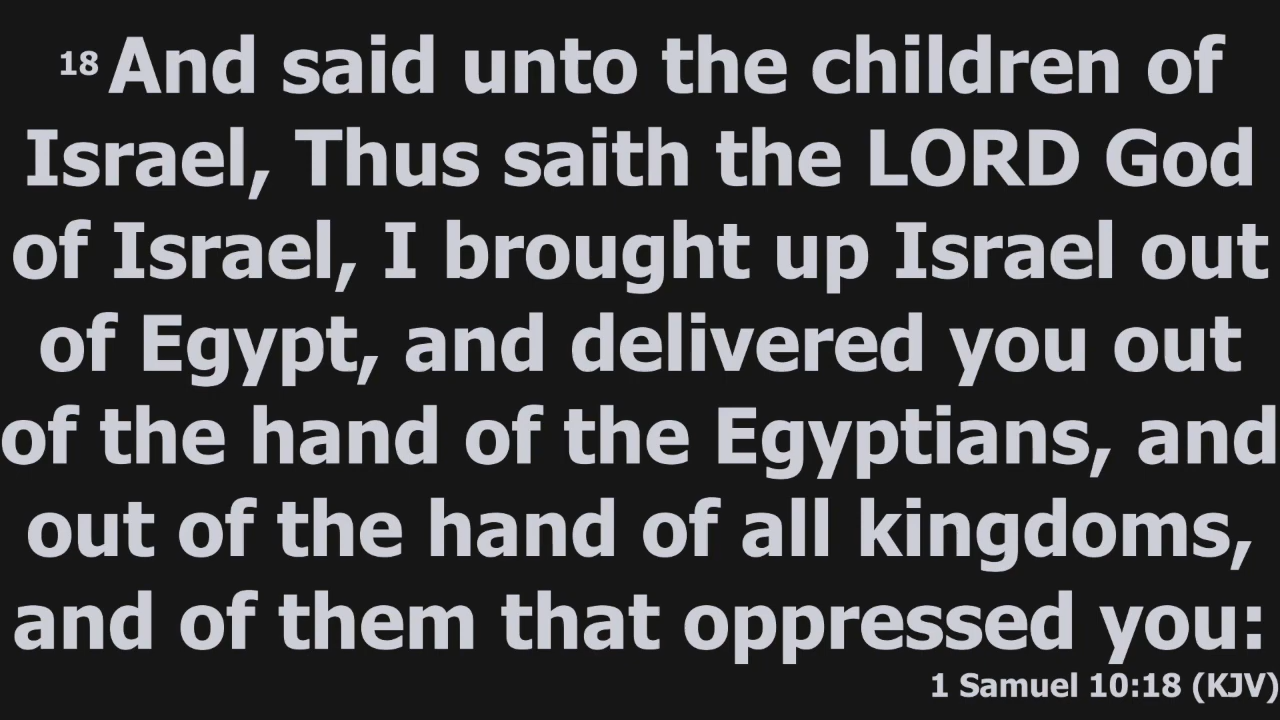 18 And said unto the children of
Israel, Thus saith the LORD God
of Israel, I brought up Israel out
of Egypt, and delivered you out
of the hand of the Egyptians, and
out of the hand of all kingdoms,
and of them that oppressed you:
1 Samuel 10:18 (KJV)